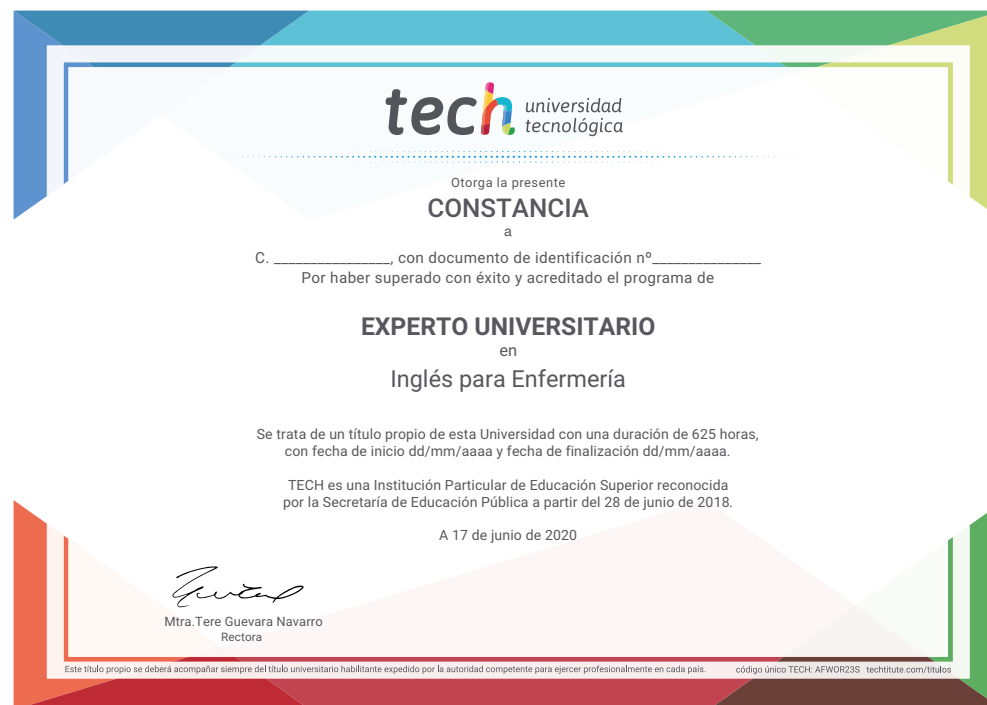 tech universidad
tecnológica
Otorga la presente
CONSTANCIA
a
C. ________________, con documento de identificación nº_______________
Por haber superado con éxito y acreditado el programa de
EXPERTO UNIVERSITARIO
en
Inglés para Enfermería
Se trata de un título propio de esta Universidad con una duración de 625 horas,
con fecha de inicio dd/mm/aaaa y fecha de finalización dd/mm/aaaa.
TECH es una Institución Particular de Educación Superior reconocida
por la Secretaría de Educación Pública a partir del 28 de junio de 2018.
A 17 de junio de 2020
Mtra.Tere Guevara Navarro
Rectora
Este título propio se deberá acompañar siempre del título universitario habilitante expedido por la autoridad competente para ejercer profesionalmente en cada país. código único TECH: AFWOR23S techtitute.com/titulos